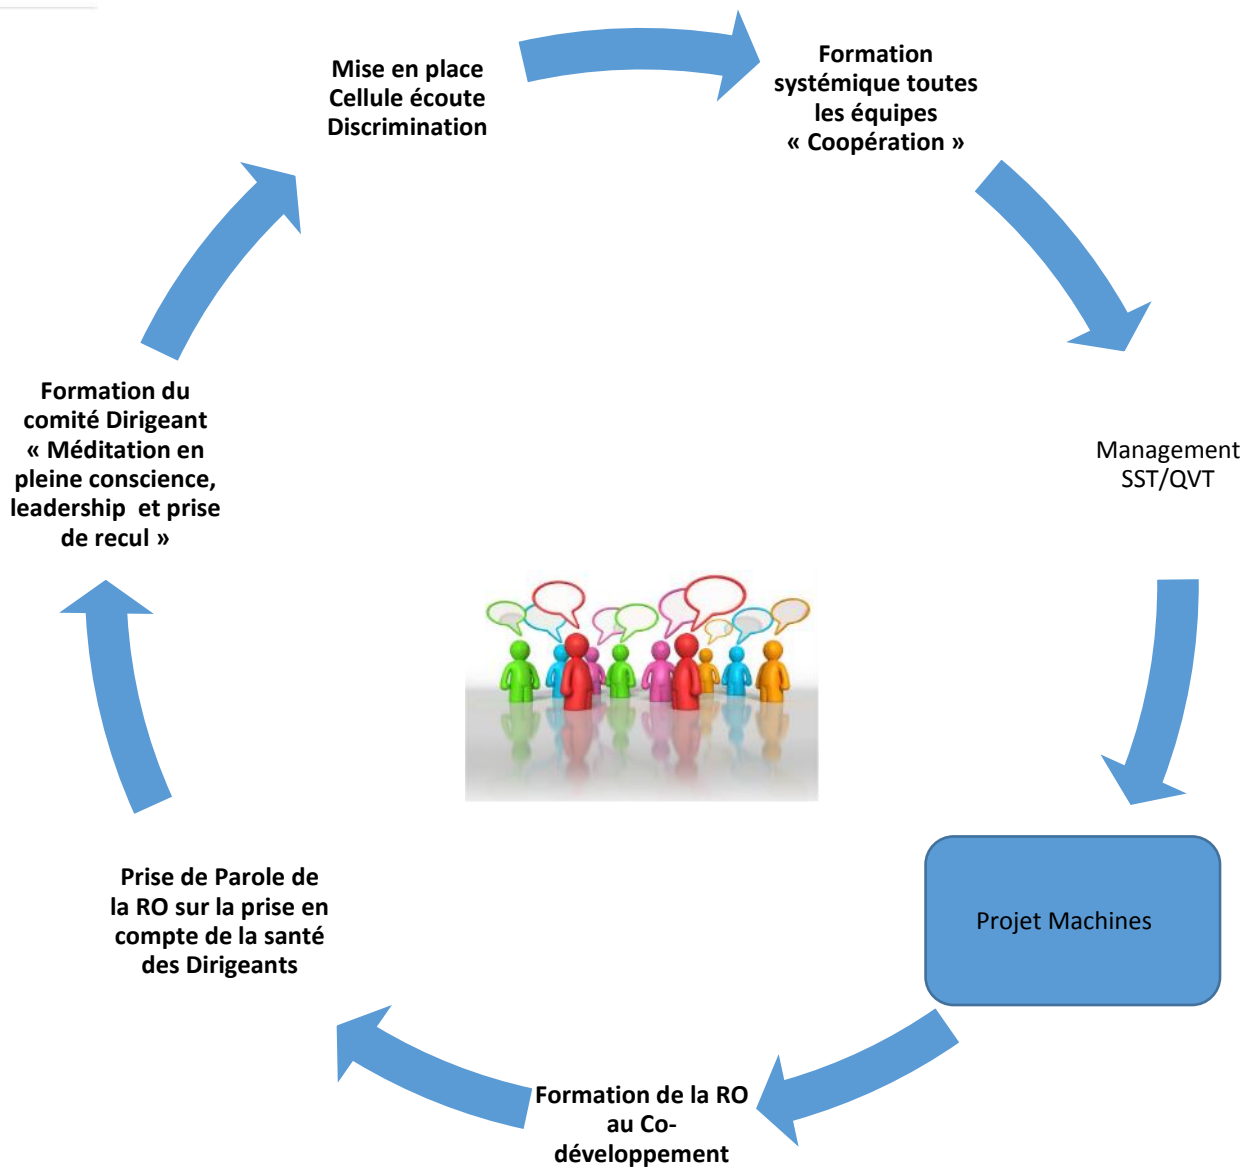 Mise en place
Cellule écoute
Discrimination
Formation
systémique toutes
les équipes
« Coopération »
Management
SST/QVT
Projet Machines
Formation de la RO
au Co-
développement
Prise de Parole de
la RO sur la prise en
compte de la santé
des Dirigeants
Formation du
comité Dirigeant
« Méditation en
pleine conscience,
leadership et prise
de recul »